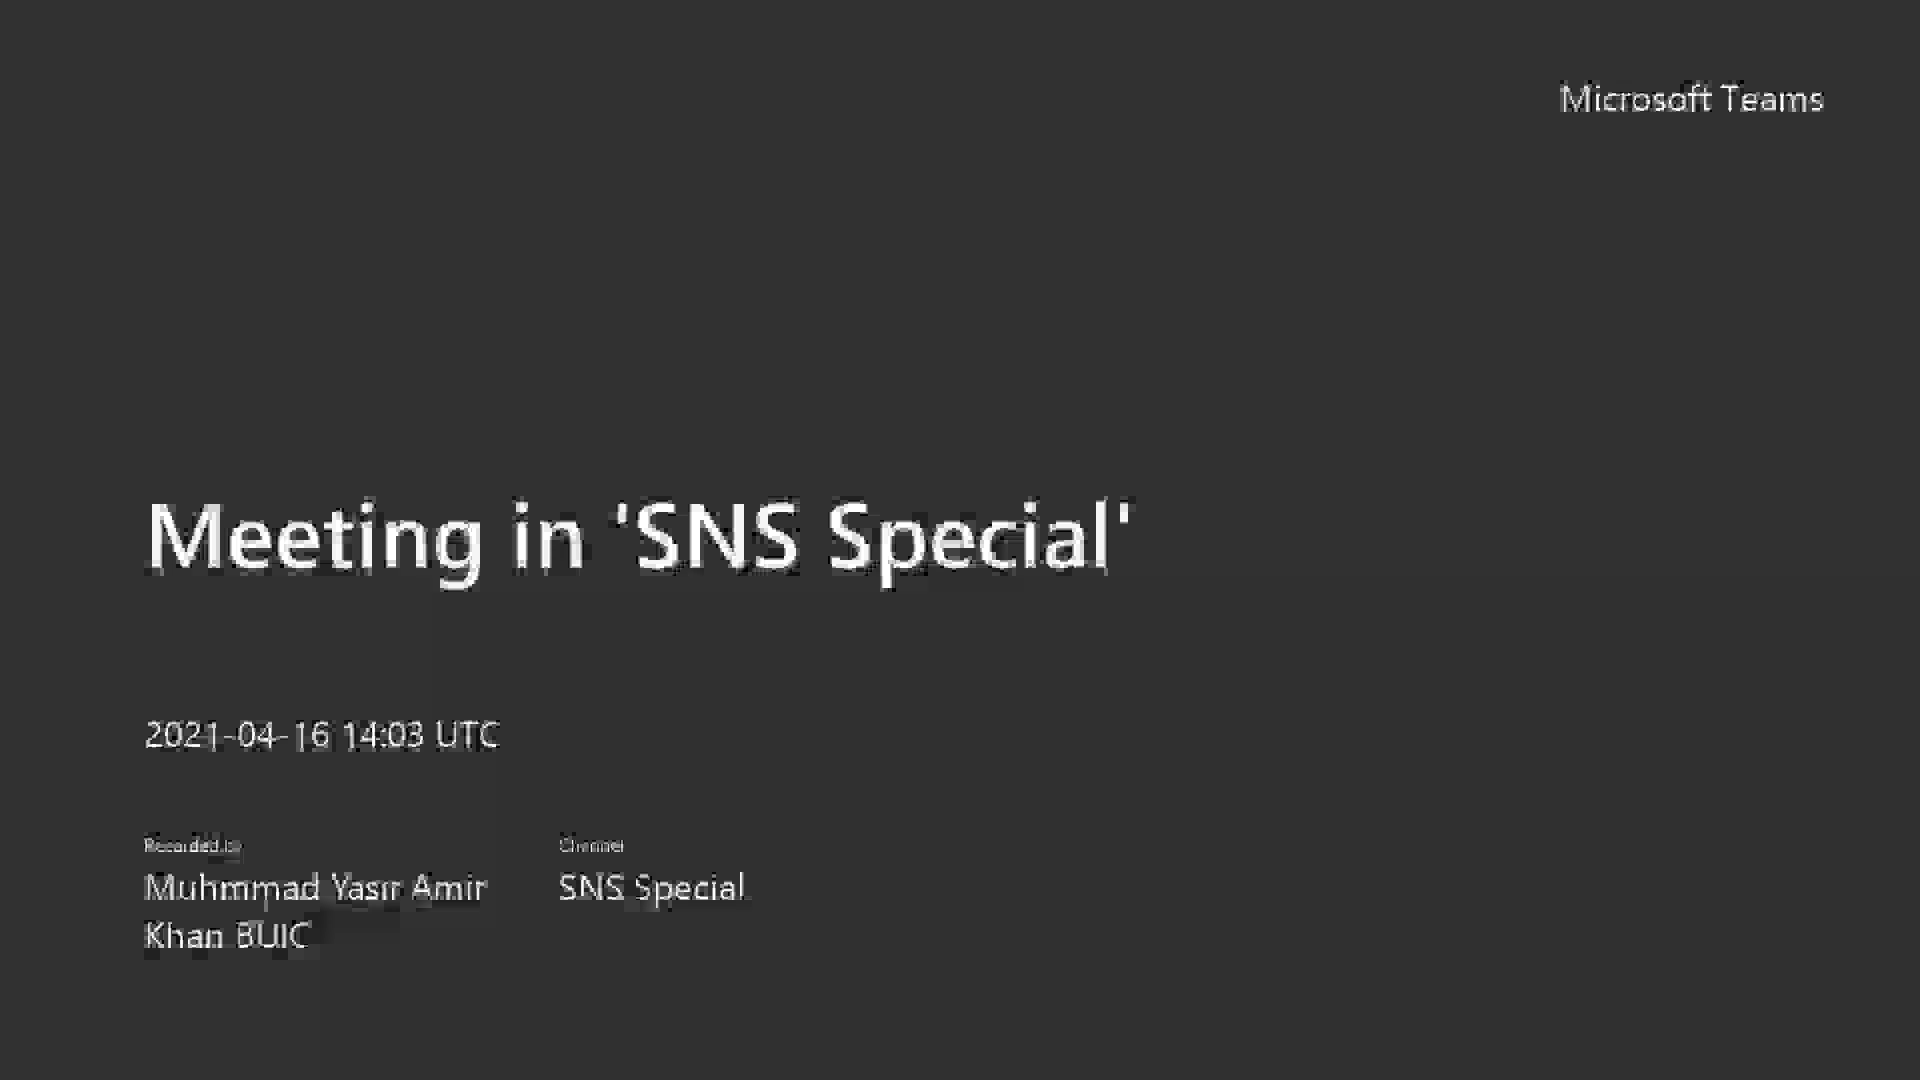 Microsoft Teams
Meeting in 'SNS Special'
2021-04-16 14:03 UTC
Recorded by
Channel
Muhmmad Yasir Amir
Khan BUIC
SNS Special